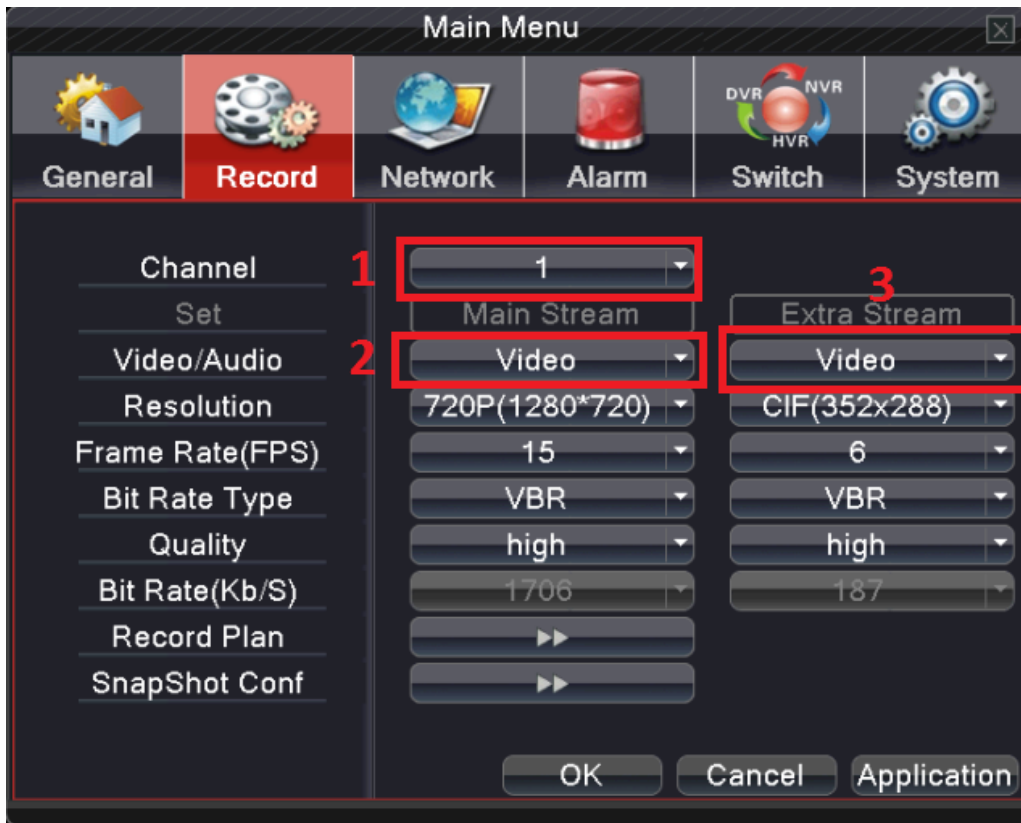 Main Menu
DVR NVR
HVR
General Record Network Alarm Switch System
Channel 1 1
3
Set Main Stream Extra Stream
Video/Audio 2 Video Video
Resolution 720P(1280*720) CIF(352x288)
Frame Rate(FPS) 15 6
Bit Rate Type VBR VBR
Quality high high
Bit Rate(Kb/S) 1706 187
Record Plan
SnapShot Conf
OK Cancel Application